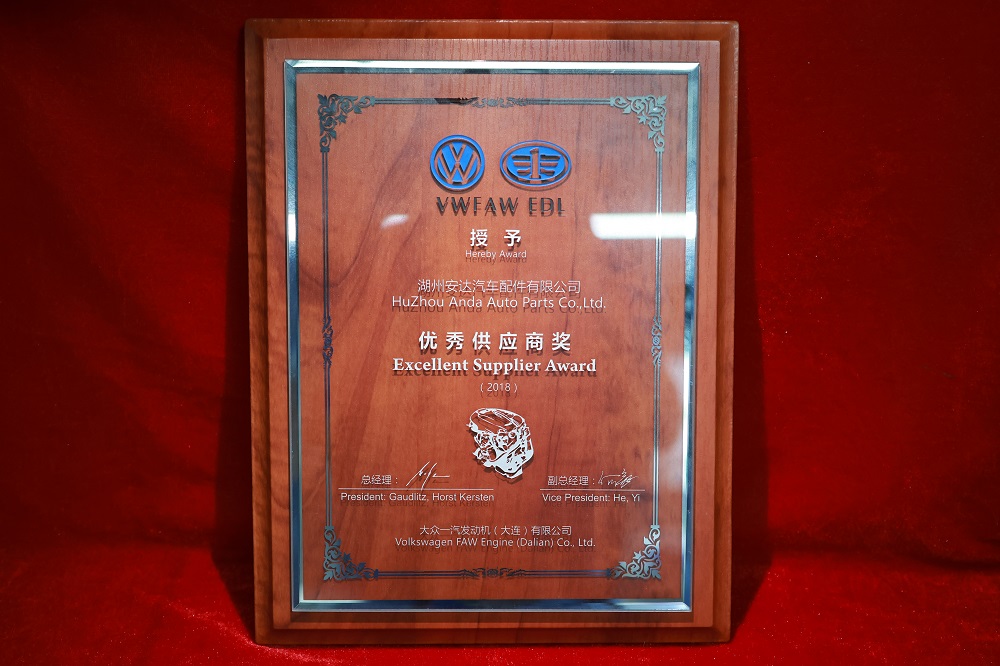 VWFAW EDL
授予
Hereby Award
湖州安达汽车配件有限公司
HuZhou Anda Auto Parts Co.,Ltd.
优秀供应商奖
Excellent Supplier Award
(2018)
总经理：
President: Gaudlitz, Horst Kersten
副总经理：
Vice President: He, Yi
大众一汽发动机（大连）有限公司
Volkswagen FAW Engine (Dalian) Co., Ltd.